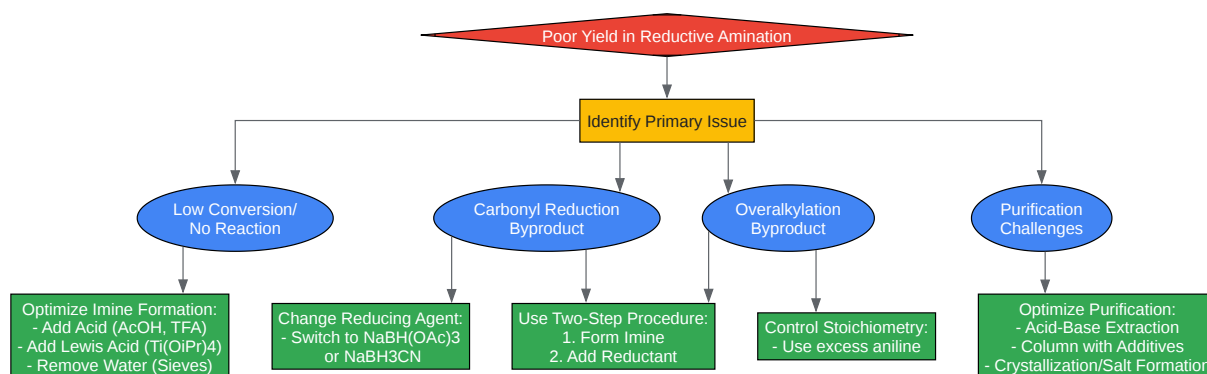 Poor Yield in Reductive Amination
Identify Primary Issue
Low Conversion/
No Reaction
Carbonyl Reduction
Byproduct
Overalkylation
Byproduct
Purification
Challenges
Optimize Imine Formation:
- Add Acid (AcOH, TFA)
- Add Lewis Acid (Ti(OiPr)4)
- Remove Water (Sieves)
Change Reducing Agent:
- Switch to NaBH(OAc)3
or NaBH3CN
Use Two-Step Procedure:
1. Form Imine
2. Add Reductant
Control Stoichiometry:
- Use excess aniline
Optimize Purification:
- Acid-Base Extraction
- Column with Additives
- Crystallization/Salt Formation